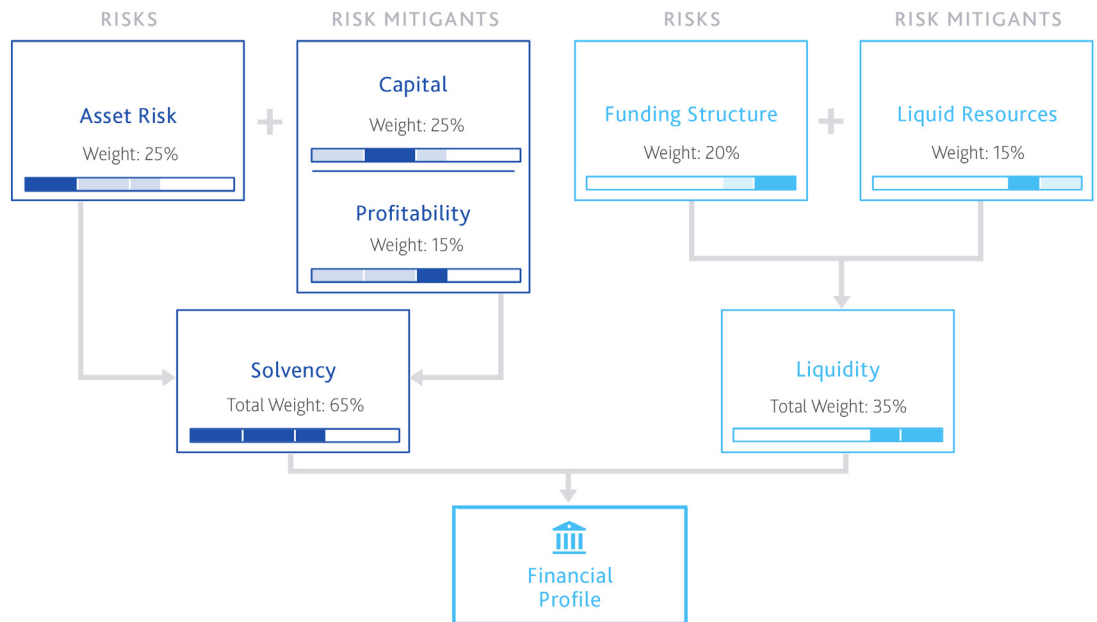 RISKS
RISK MITIGANTS
RISKS
RISK MITIGANTS
Asset Risk
Weight: 25%
Capital
Weight: 25%
Profitability
Weight: 15%
Funding Structure
Weight: 20%
Liquid Resources
Weight: 15%
Solvency
Total Weight: 65%
Liquidity
Total Weight: 35%
Financial
Profile